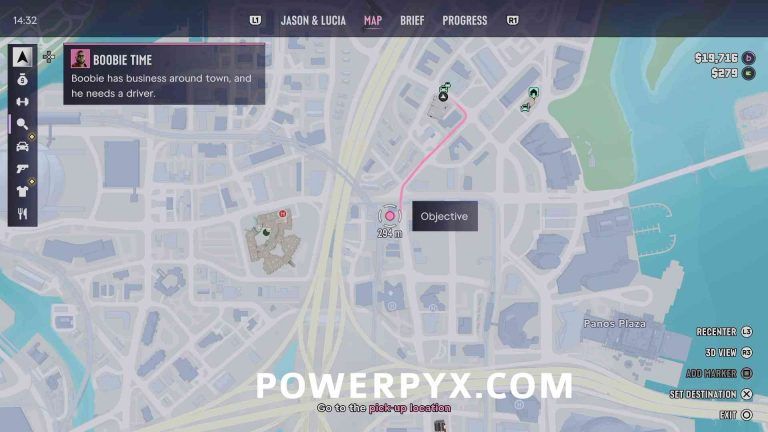 14:32
L1 JASON & LUCIA MAP BRIEF PROGRESS R1
BOOBIE TIME
Boobie has business around town, and
he needs a driver.
$19,716
$279
H
Objective
294 m
H
H
Panos Plaza
RECENTER L3
3D VIEW R3
ADD MARKER
SET DESTINATION
EXIT
POWERPYX.COM
Go to the pick-up location
H
H